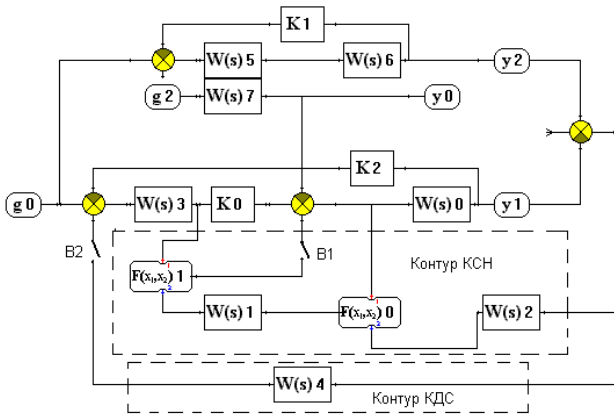 K1
W(s) 5
W(s) 6
y2
g2
W(s) 7
y0
K2
g0
W(s) 3
K0
W(s) 0
y1
B2
B1
Контур КСН
F(x₁,x₂) 1
W(s) 1
F(x₁,x₂) 0
W(s) 2
W(s) 4
Контур КДС